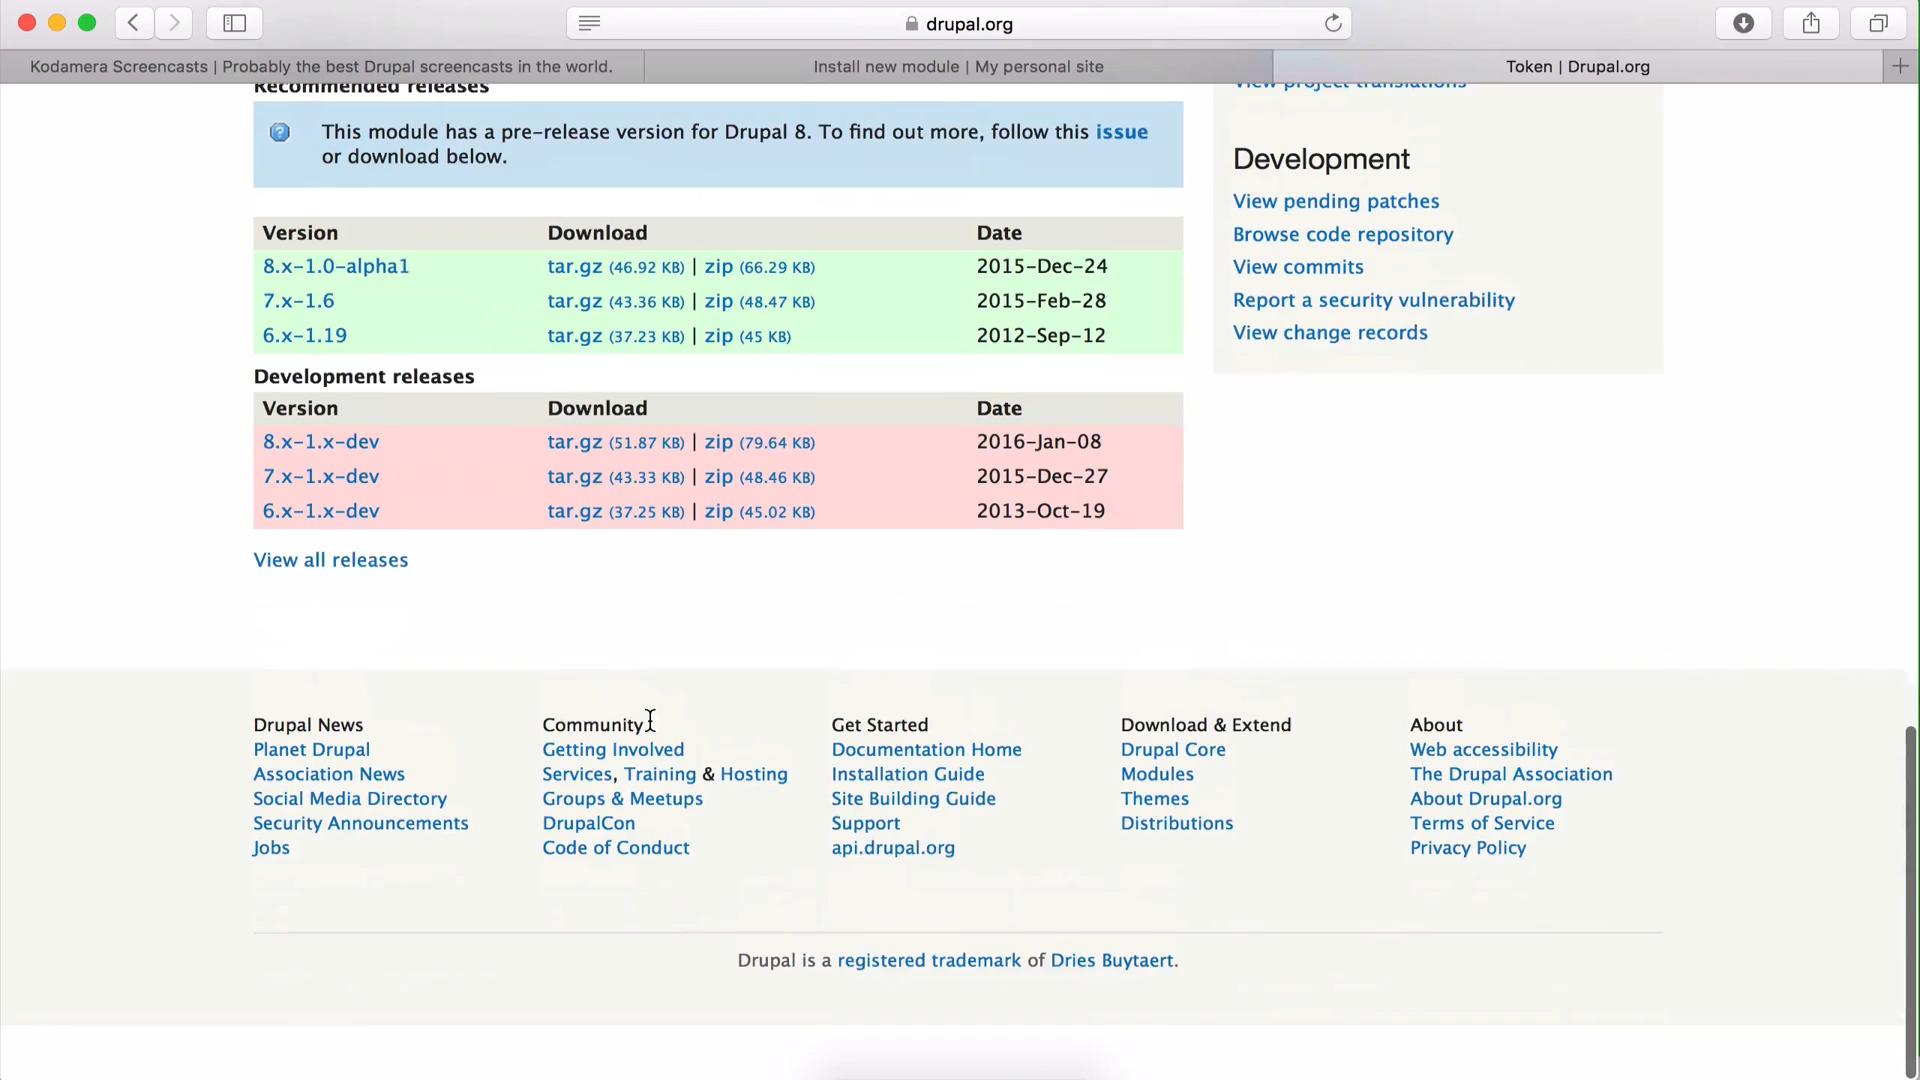 drupal.org
Kodamera Screencasts | Probably the best Drupal screencasts in the world.
Install new module | My personal site
Token | Drupal.org
Recommended releases
This module has a pre-release version for Drupal 8. To find out more, follow this issue
or download below.
Version Download Date
8.x-1.0-alpha1 tar.gz (46.92 KB) | zip (66.29 KB) 2015-Dec-24
7.x-1.6 tar.gz (43.36 KB) | zip (48.47 KB) 2015-Feb-28
6.x-1.19 tar.gz (37.23 KB) | zip (45 KB) 2012-Sep-12
Development releases
Version Download Date
8.x-1.x-dev tar.gz (51.87 KB) | zip (79.64 KB) 2016-Jan-08
7.x-1.x-dev tar.gz (43.33 KB) | zip (48.46 KB) 2015-Dec-27
6.x-1.x-dev tar.gz (37.25 KB) | zip (45.02 KB) 2013-Oct-19
View all releases
View project translations
Development
View pending patches
Browse code repository
View commits
Report a security vulnerability
View change records
Drupal News
Planet Drupal
Association News
Social Media Directory
Security Announcements
Jobs
Community
Getting Involved
Services, Training & Hosting
Groups & Meetups
DrupalCon
Code of Conduct
Get Started
Documentation Home
Installation Guide
Site Building Guide
Support
api.drupal.org
Download & Extend
Drupal Core
Modules
Themes
Distributions
About
Web accessibility
The Drupal Association
About Drupal.org
Terms of Service
Privacy Policy
Drupal is a registered trademark of Dries Buytaert.